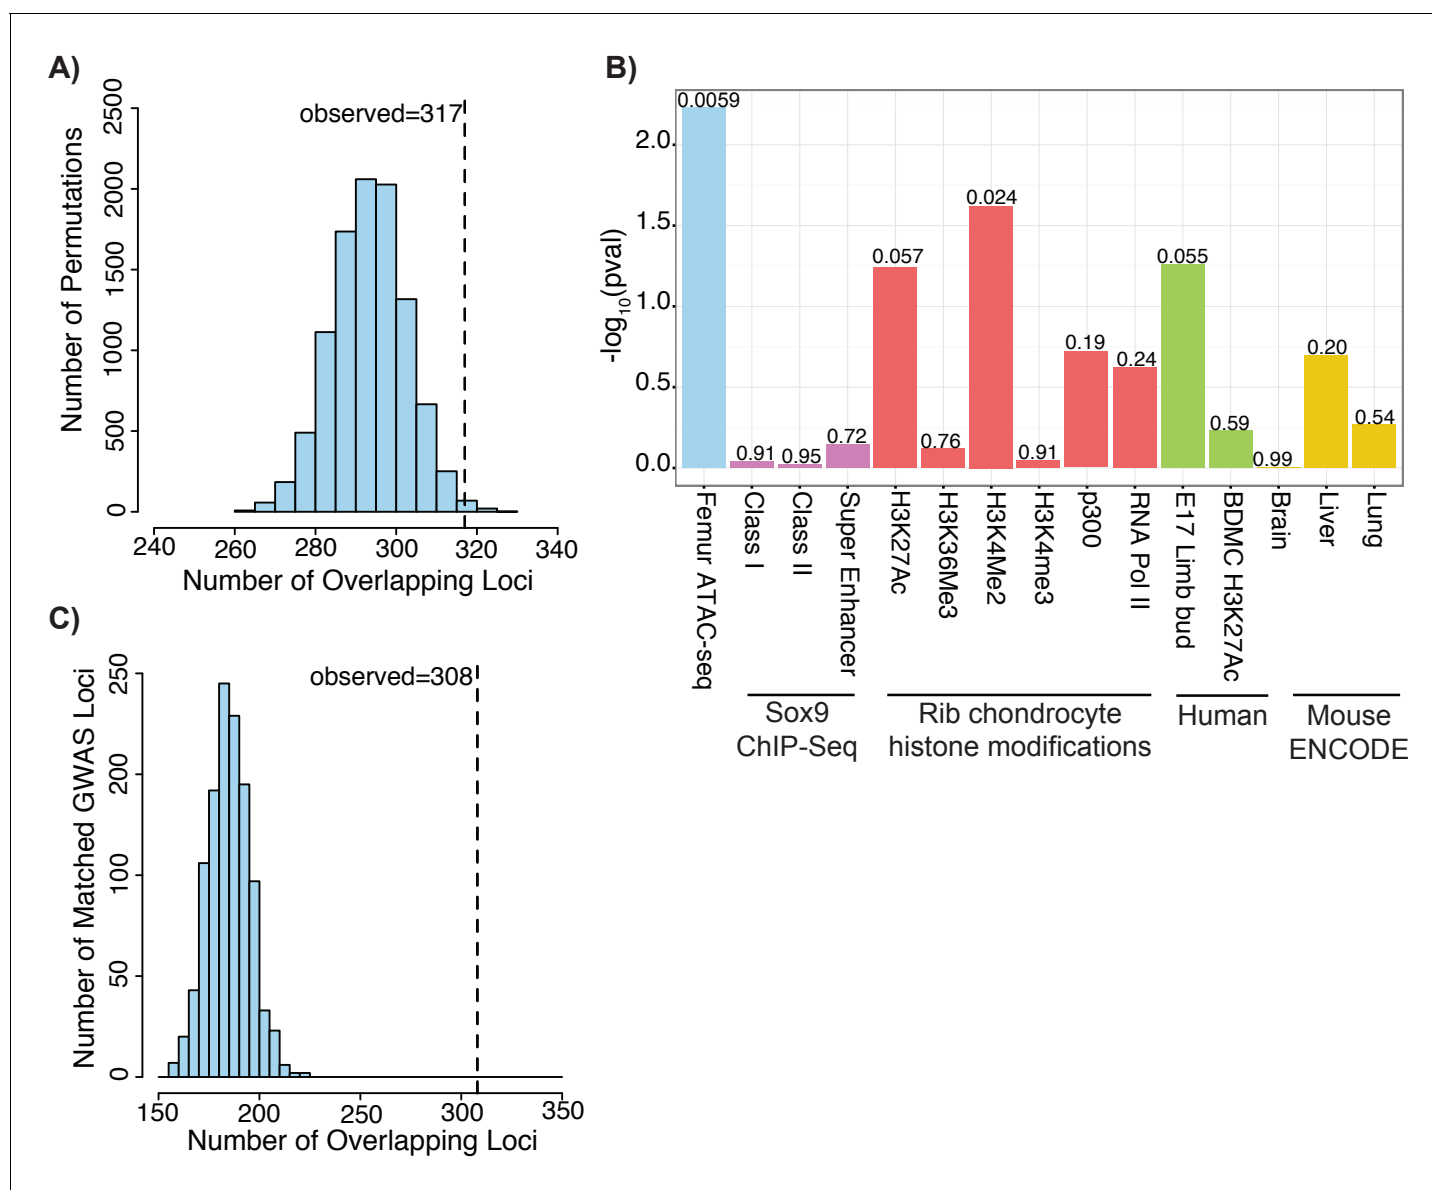 A)
observed=317
2500
2000
1500
1000
500
0
Number of Permutations
240 260 280 300 320 340
Number of Overlapping Loci
B)
-log10(pval)
2.0
1.5
1.0
0.5
0.0
0.0059
0.91
0.95
0.72
0.057
0.76
0.024
0.91
0.19
0.24
0.055
0.59
0.99
0.20
0.54
Femur ATAC-seq
Class I
Class II
Super Enhancer
H3K27Ac
H3K36Me3
H3K4Me2
H3K4me3
p300
RNA Pol II
E17 Limb bud
BDMC H3K27Ac
Brain
Liver
Lung
Sox9
ChIP-Seq
Rib chondrocyte
histone modifications
Human
Mouse
ENCODE
C)
observed=308
250
200
100
50
0
Number of Matched GWAS Loci
150 200 250 300 350
Number of Overlapping Loci